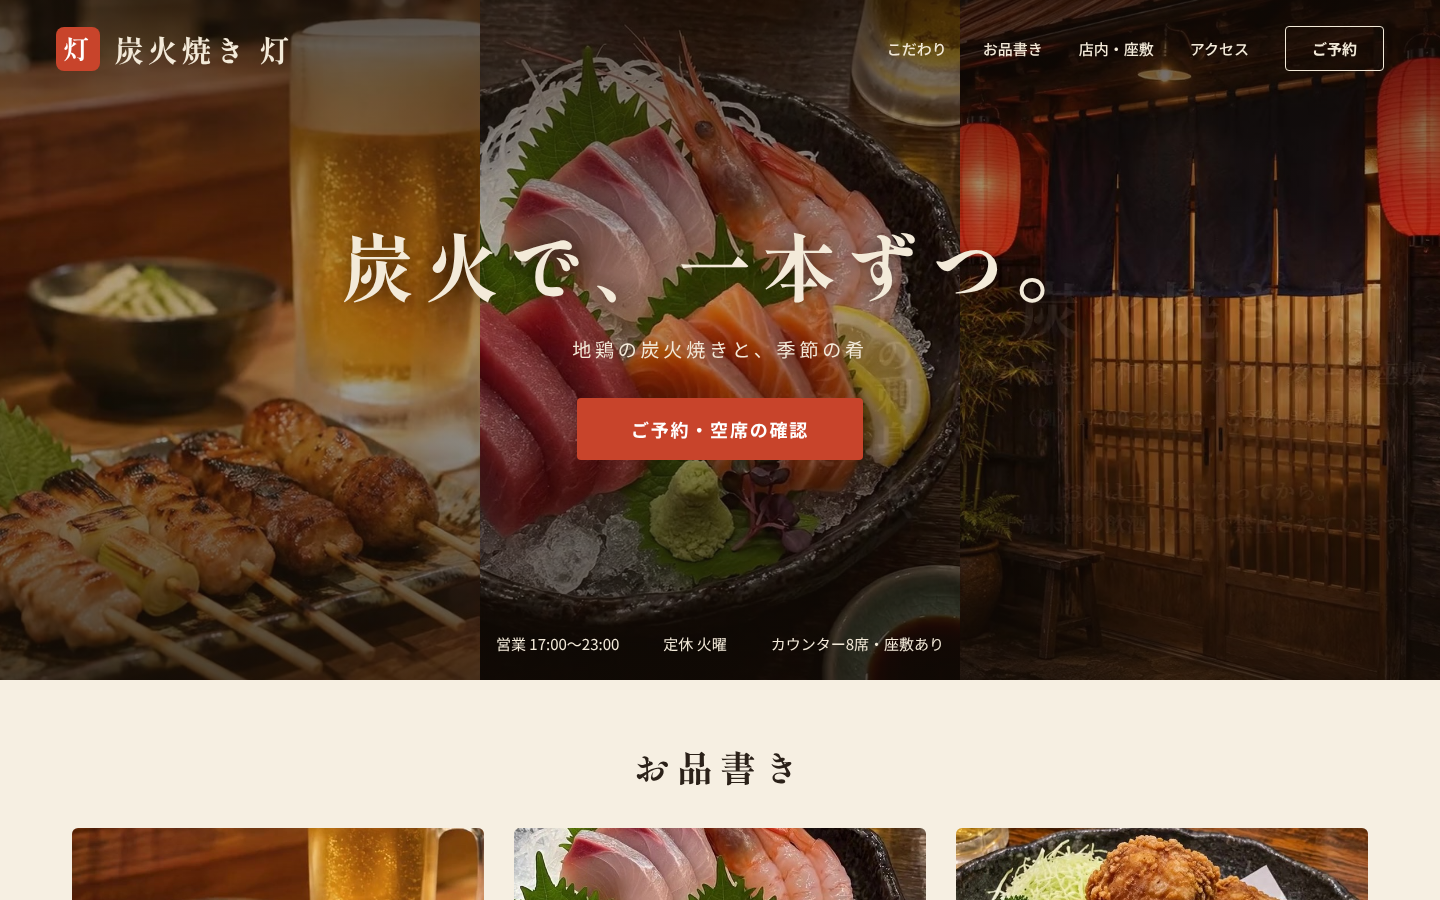 灯 炭火焼き 灯
こだわり
お品書き
店内・座敷
アクセス
ご予約
炭火で、一本ずつ。
地鶏の炭火焼きと、季節の肴
ご予約・空席の確認
営業 17:00〜23:00
定休 火曜
カウンター8席・座敷あり
お品書き